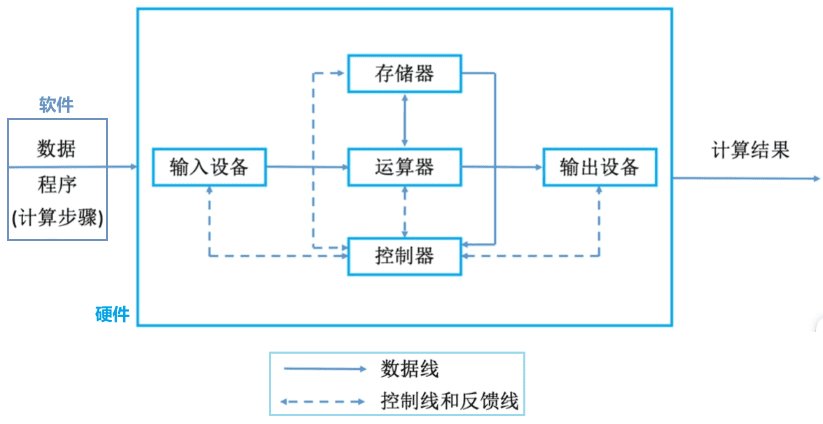 软件
数据
程序
(计算步骤)
存储器
输入设备
运算器
输出设备
控制器
计算结果
硬件
数据线
控制线和反馈线